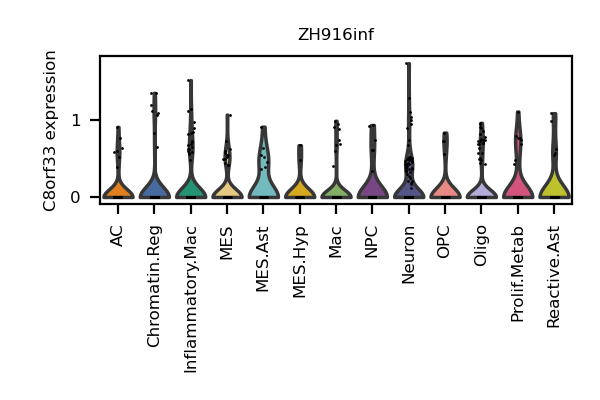 ZH916inf
C8orf33 expression
1
0
AC
Chromatin.Reg
Inflammatory.Mac
MES
MES.Ast
MES.Hyp
Mac
NPC
Neuron
OPC
Oligo
Prolif.Metab
Reactive.Ast